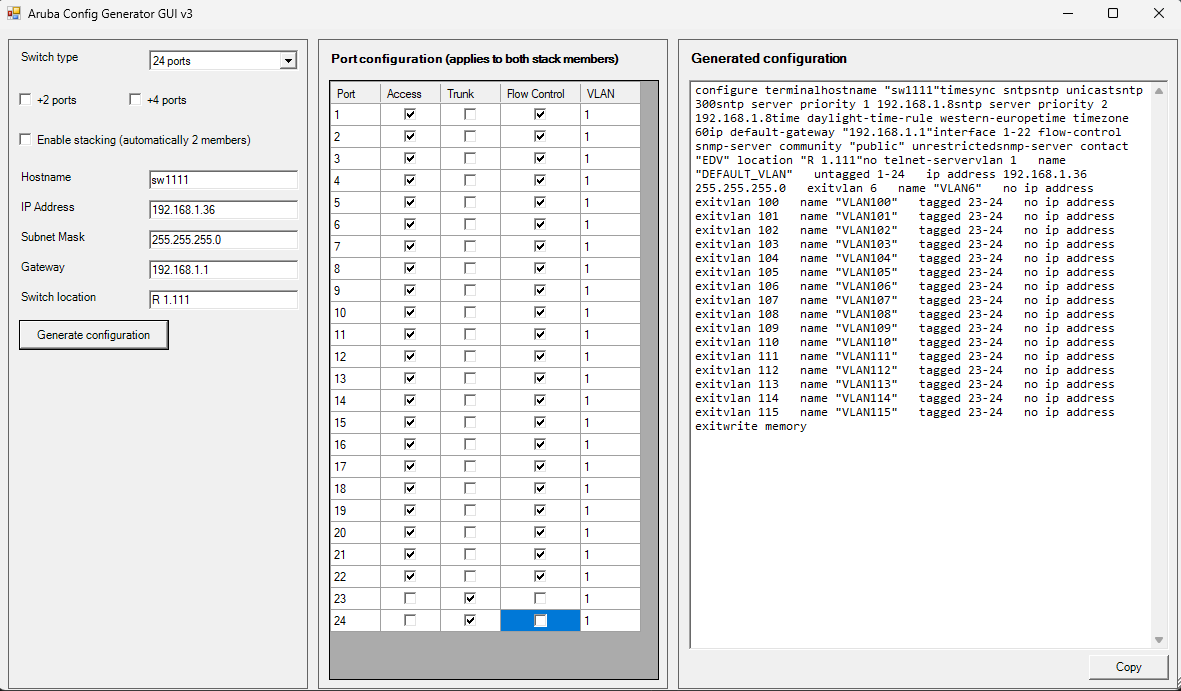 Aruba Config Generator GUI v3
Switch type
24 ports
+2 ports
+4 ports
Enable stacking (automatically 2 members)
Hostname
sw1111
IP Address
192.168.1.36
Subnet Mask
255.255.255.0
Gateway
192.168.1.1
Switch location
R 1.111
Generate configuration
Port configuration (applies to both stack members)
Port Access Trunk Flow Control VLAN
1 1
2 1
3 1
4 1
5 1
6 1
7 1
8 1
9 1
10 1
11 1
12 1
13 1
14 1
15 1
16 1
17 1
18 1
19 1
20 1
21 1
22 1
23 1
24 1
Generated configuration
configure terminalhostname "sw1111"timesync sntpsntp unicastsntp
300sntp server priority 1 192.168.1.8sntp server priority 2
192.168.1.8time daylight-time-rule western-europetime timezone
60ip default-gateway "192.168.1.1"interface 1-22 flow-control
snmp-server community "public" unrestrictedsnmp-server contact
"EDV" location "R 1.111"no telnet-servervlan 1   name
"DEFAULT_VLAN"   untagged 1-24   ip address 192.168.1.36
255.255.255.0   exitvlan 6   name "VLAN6"   no ip address
exitvlan 100   name "VLAN100"   tagged 23-24   no ip address
exitvlan 101   name "VLAN101"   tagged 23-24   no ip address
exitvlan 102   name "VLAN102"   tagged 23-24   no ip address
exitvlan 103   name "VLAN103"   tagged 23-24   no ip address
exitvlan 104   name "VLAN104"   tagged 23-24   no ip address
exitvlan 105   name "VLAN105"   tagged 23-24   no ip address
exitvlan 106   name "VLAN106"   tagged 23-24   no ip address
exitvlan 107   name "VLAN107"   tagged 23-24   no ip address
exitvlan 108   name "VLAN108"   tagged 23-24   no ip address
exitvlan 109   name "VLAN109"   tagged 23-24   no ip address
exitvlan 110   name "VLAN110"   tagged 23-24   no ip address
exitvlan 111   name "VLAN111"   tagged 23-24   no ip address
exitvlan 112   name "VLAN112"   tagged 23-24   no ip address
exitvlan 113   name "VLAN113"   tagged 23-24   no ip address
exitvlan 114   name "VLAN114"   tagged 23-24   no ip address
exitvlan 115   name "VLAN115"   tagged 23-24   no ip address
exitwrite memory
Copy